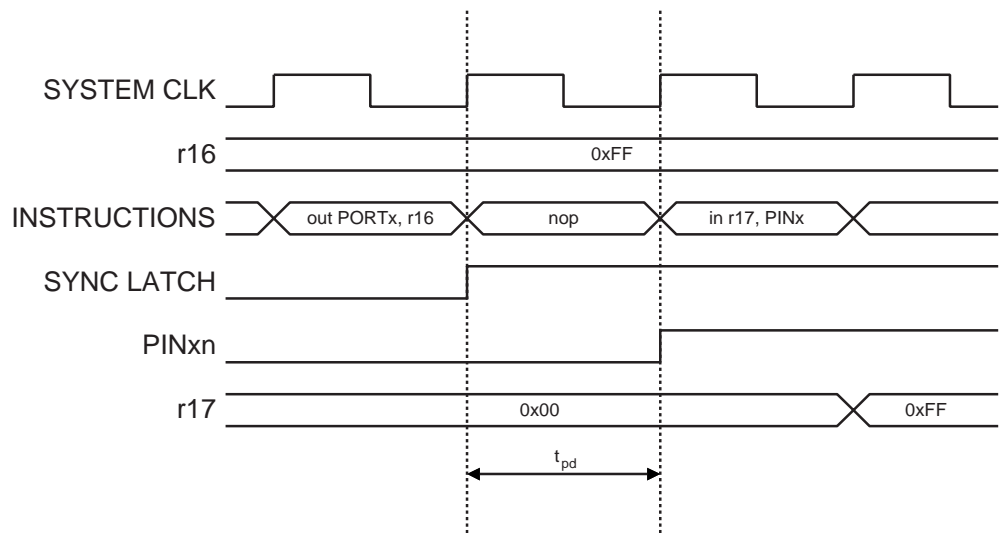 SYSTEM CLK
r16
0xFF
INSTRUCTIONS
out PORTx, r16
nop
in r17, PINx
SYNC LATCH
PINxn
r17
0x00
0xFF
tpd